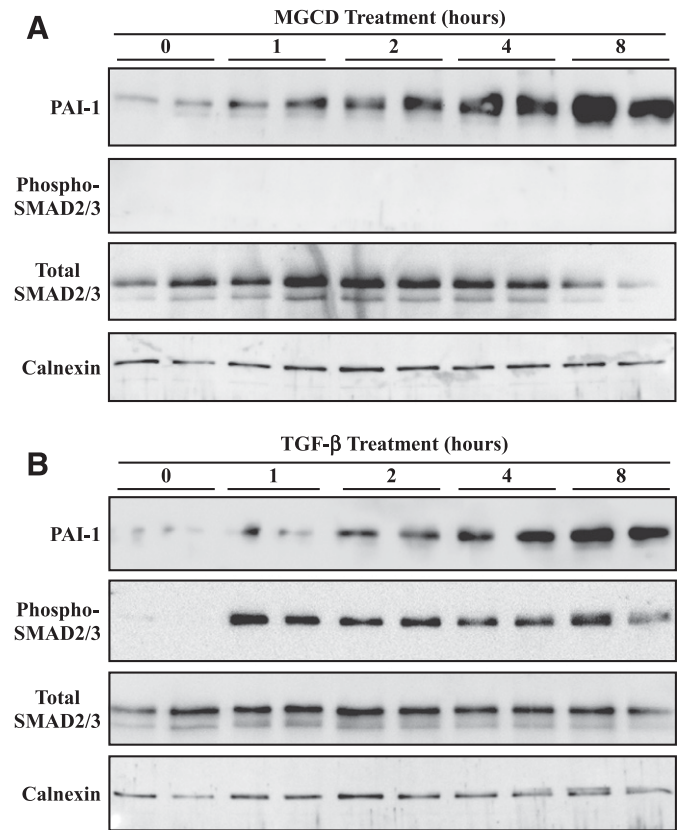 A
MGCD Treatment (hours)
0 1 2 4 8
PAI-1
Phospho-
SMAD2/3
Total
SMAD2/3
Calnexin
B
TGF-β Treatment (hours)
0 1 2 4 8
PAI-1
Phospho-
SMAD2/3
Total
SMAD2/3
Calnexin